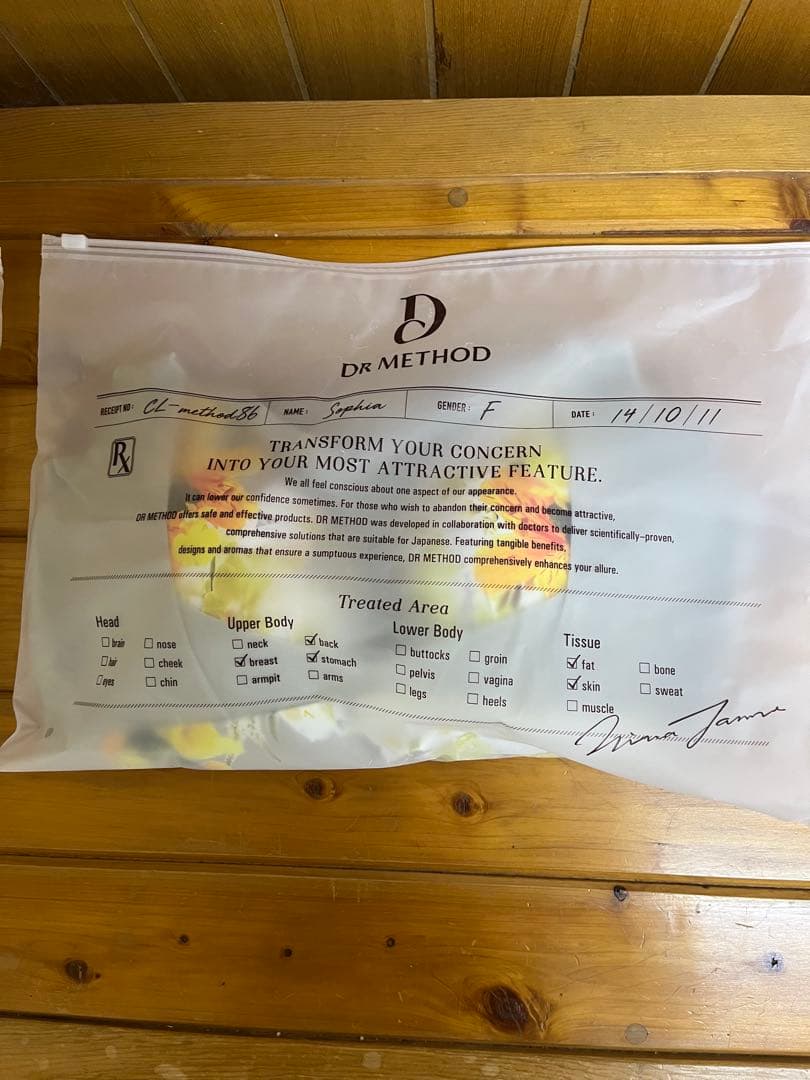 DR METHOD
RECEIPT NO: CL-method86 NAME: Sophia GENDER: F DATE: 14/10/11
Rx
TRANSFORM YOUR CONCERN
INTO YOUR MOST ATTRACTIVE FEATURE.
We all feel conscious about one aspect of our appearance.
It can lower our confidence sometimes. For those who wish to abandon their concern and become attractive,
DR METHOD offers safe and effective products. DR METHOD was developed in collaboration with doctors to deliver scientifically-proven,
comprehensive solutions that are suitable for Japanese. Featuring tangible benefits,
designs and aromas that ensure a sumptuous experience, DR METHOD comprehensively enhances your allure.
Treated Area
Head
brain nose
hair cheek
eyes chin
Upper Body
neck back
breast stomach
armpit arms
Lower Body
buttocks groin
pelvis vagina
legs heels
Tissue
fat bone
skin sweat
muscle